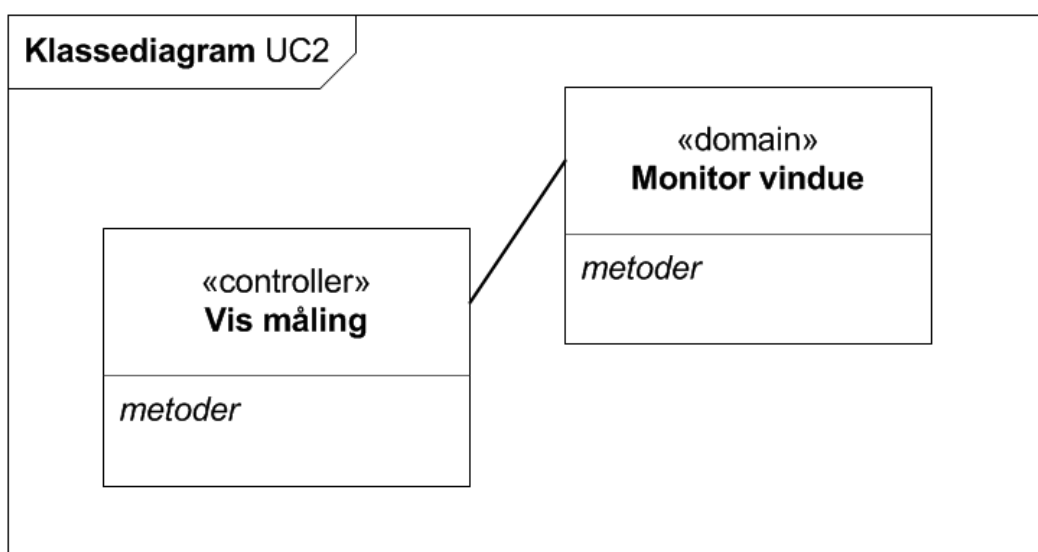 Klassediagram UC2
«domain»
Monitor vindue
metoder
«controller»
Vis måling
metoder